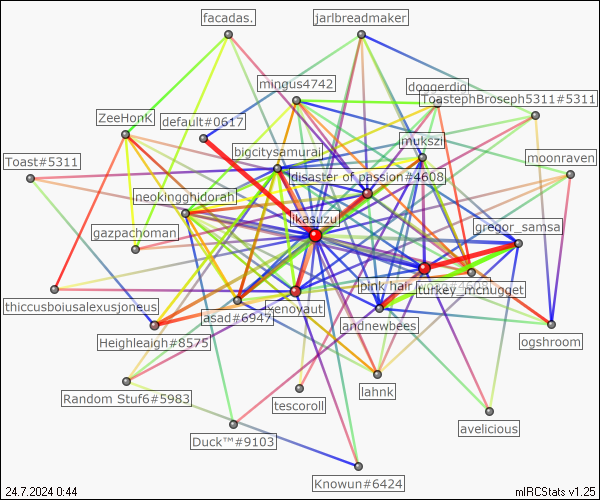 facadas.
jarlbreadmaker
mingus4742
doggerdig
ToastephBroseph5311#5311
ZeeHonK
default#0617
mukszi
bigcitysamurai
Toast#5311
moonraven
disaster of passion#4608
neokingghidorah
ikasuzu
gregor_samsa
gazpachoman
pink hair
turkey_mcnugget
thiccusboiusalexusjoneus
asad#6947
xenoyaut
andnewbees
Heighleaigh#8575
ogshroom
Random Stuf6#5983
tescoroll
lahnk
avelicious
Duck™#9103
Knowun#6424
24.7.2024 0:44
mIRCStats v1.25